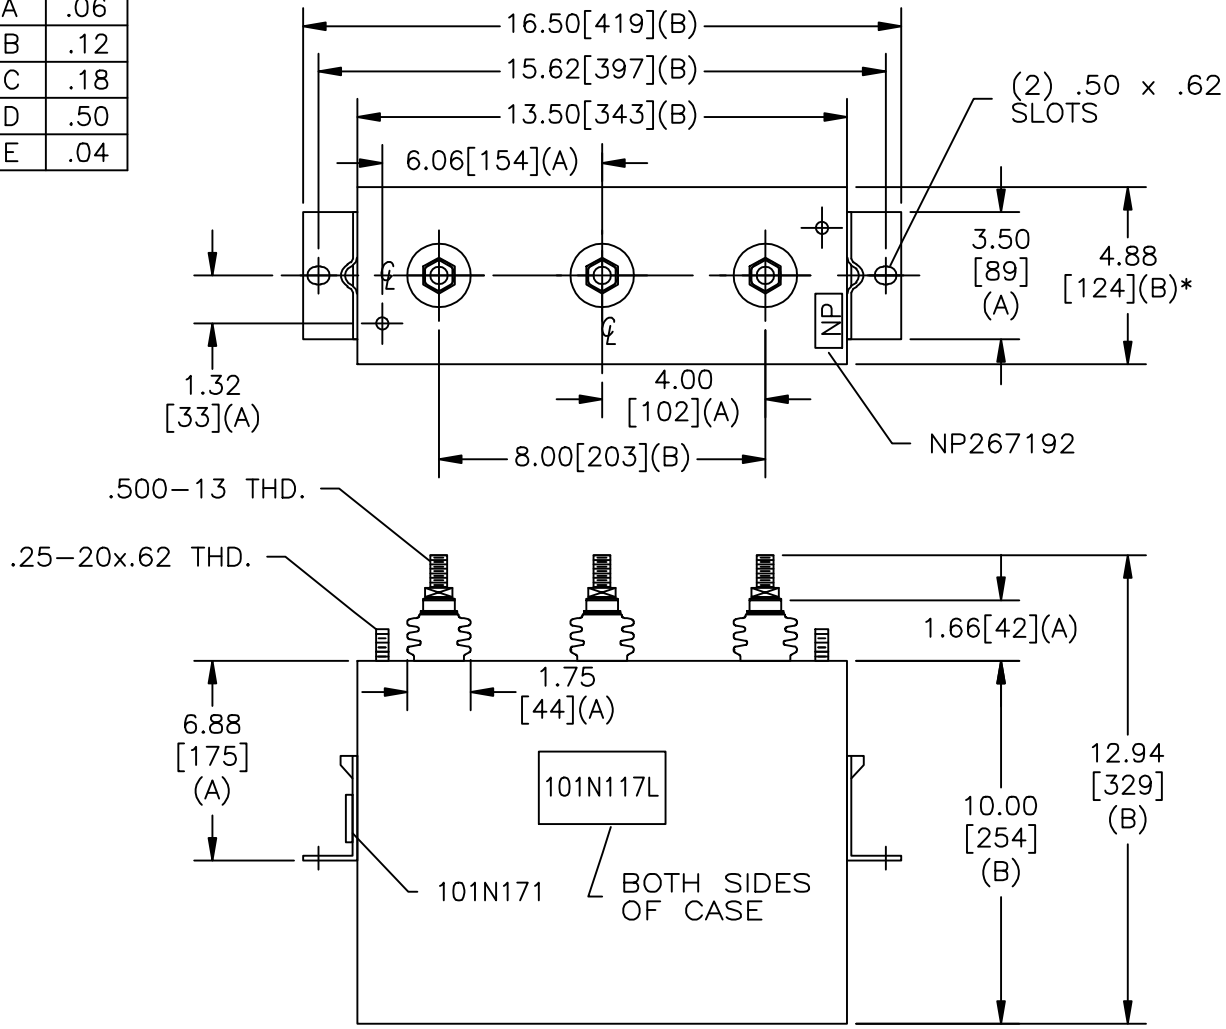 A .06
B .12
C .18
D .50
E .04
16.50[419](B)
15.62[397](B)
13.50[343](B)
6.06[154](A)
(2) .50 x .62
SLOTS
3.50
[89]
(A)
4.88
[124](B)*
℄
℄
NP
1.32
[33](A)
4.00
[102](A)
8.00[203](B)
NP267192
.500-13 THD.
.25-20x.62 THD.
1.66[42](A)
1.75
[44](A)
6.88
[175]
(A)
101N117L
12.94
[329]
(B)
10.00
[254]
(B)
101N171
BOTH SIDES
OF CASE